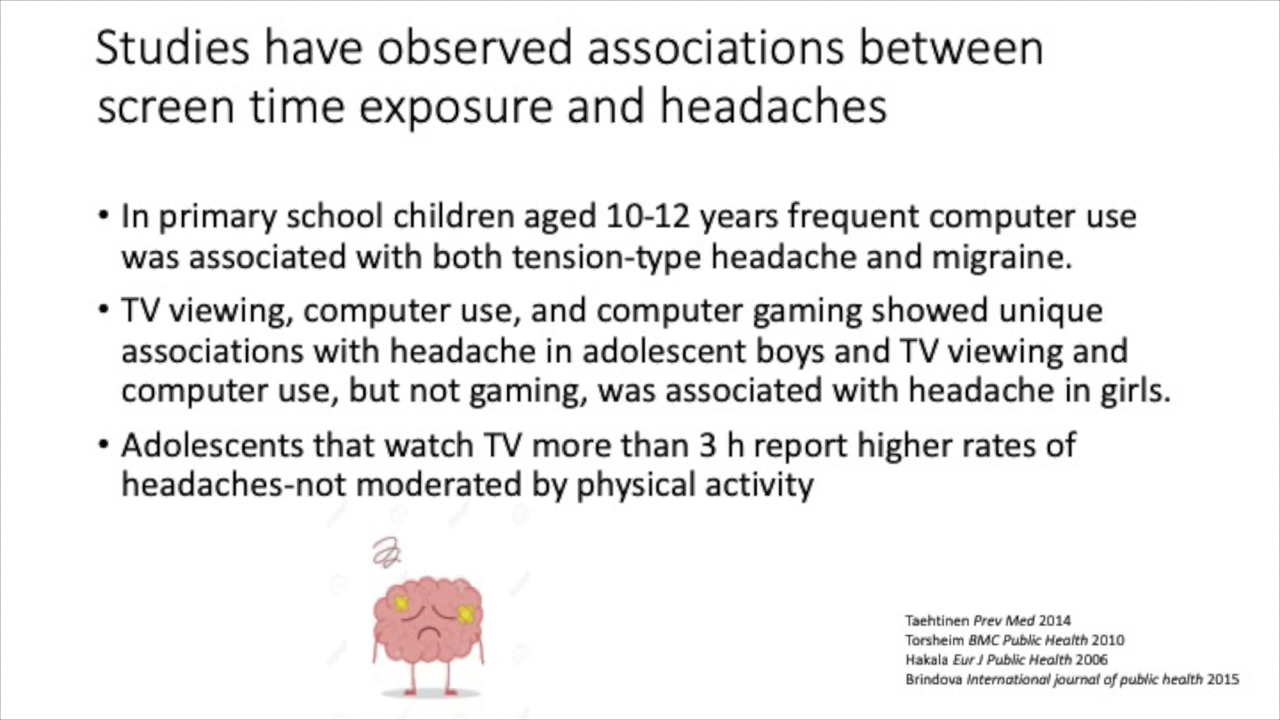 Studies have observed associations between
screen time exposure and headaches
• In primary school children aged 10-12 years frequent computer use
was associated with both tension-type headache and migraine.
• TV viewing, computer use, and computer gaming showed unique
associations with headache in adolescent boys and TV viewing and
computer use, but not gaming, was associated with headache in girls.
• Adolescents that watch TV more than 3 h report higher rates of
headaches-not moderated by physical activity
Taehtinen Prev Med 2014
Torsheim BMC Public Health 2010
Hakala Eur J Public Health 2006
Brindova International journal of public health 2015